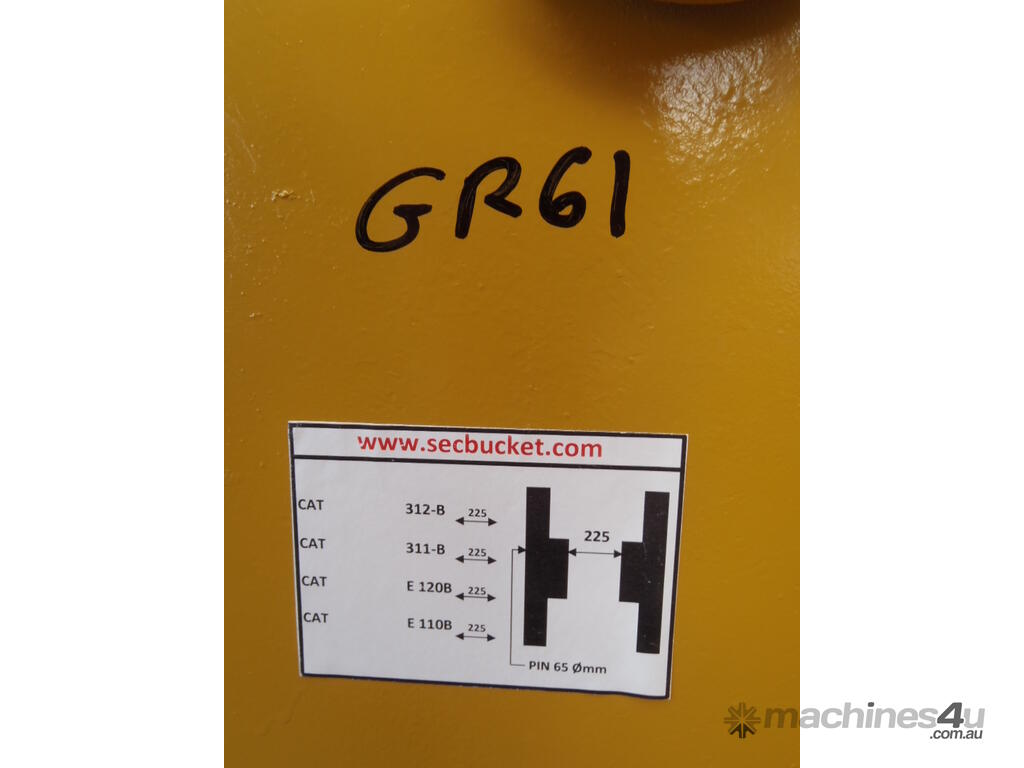 GR61
www.secbucket.com
CAT 312-B 225
CAT 311-B 225
CAT E 120B 225
CAT E 110B 225
225
PIN 65 Ømm
machines4u
.com.au